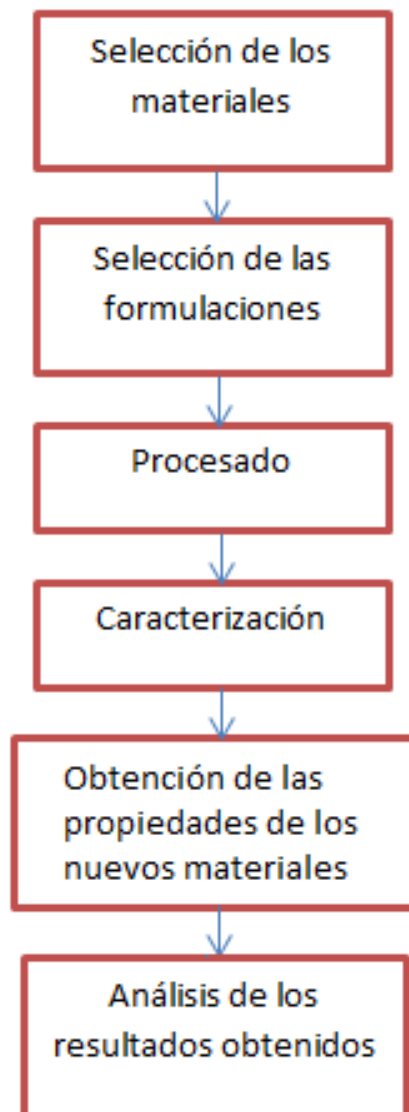 Selección de los
materiales
Selección de las
formulaciones
Procesado
Caracterización
Obtención de las
propiedades de los
nuevos materiales
Análisis de los
resultados obtenidos